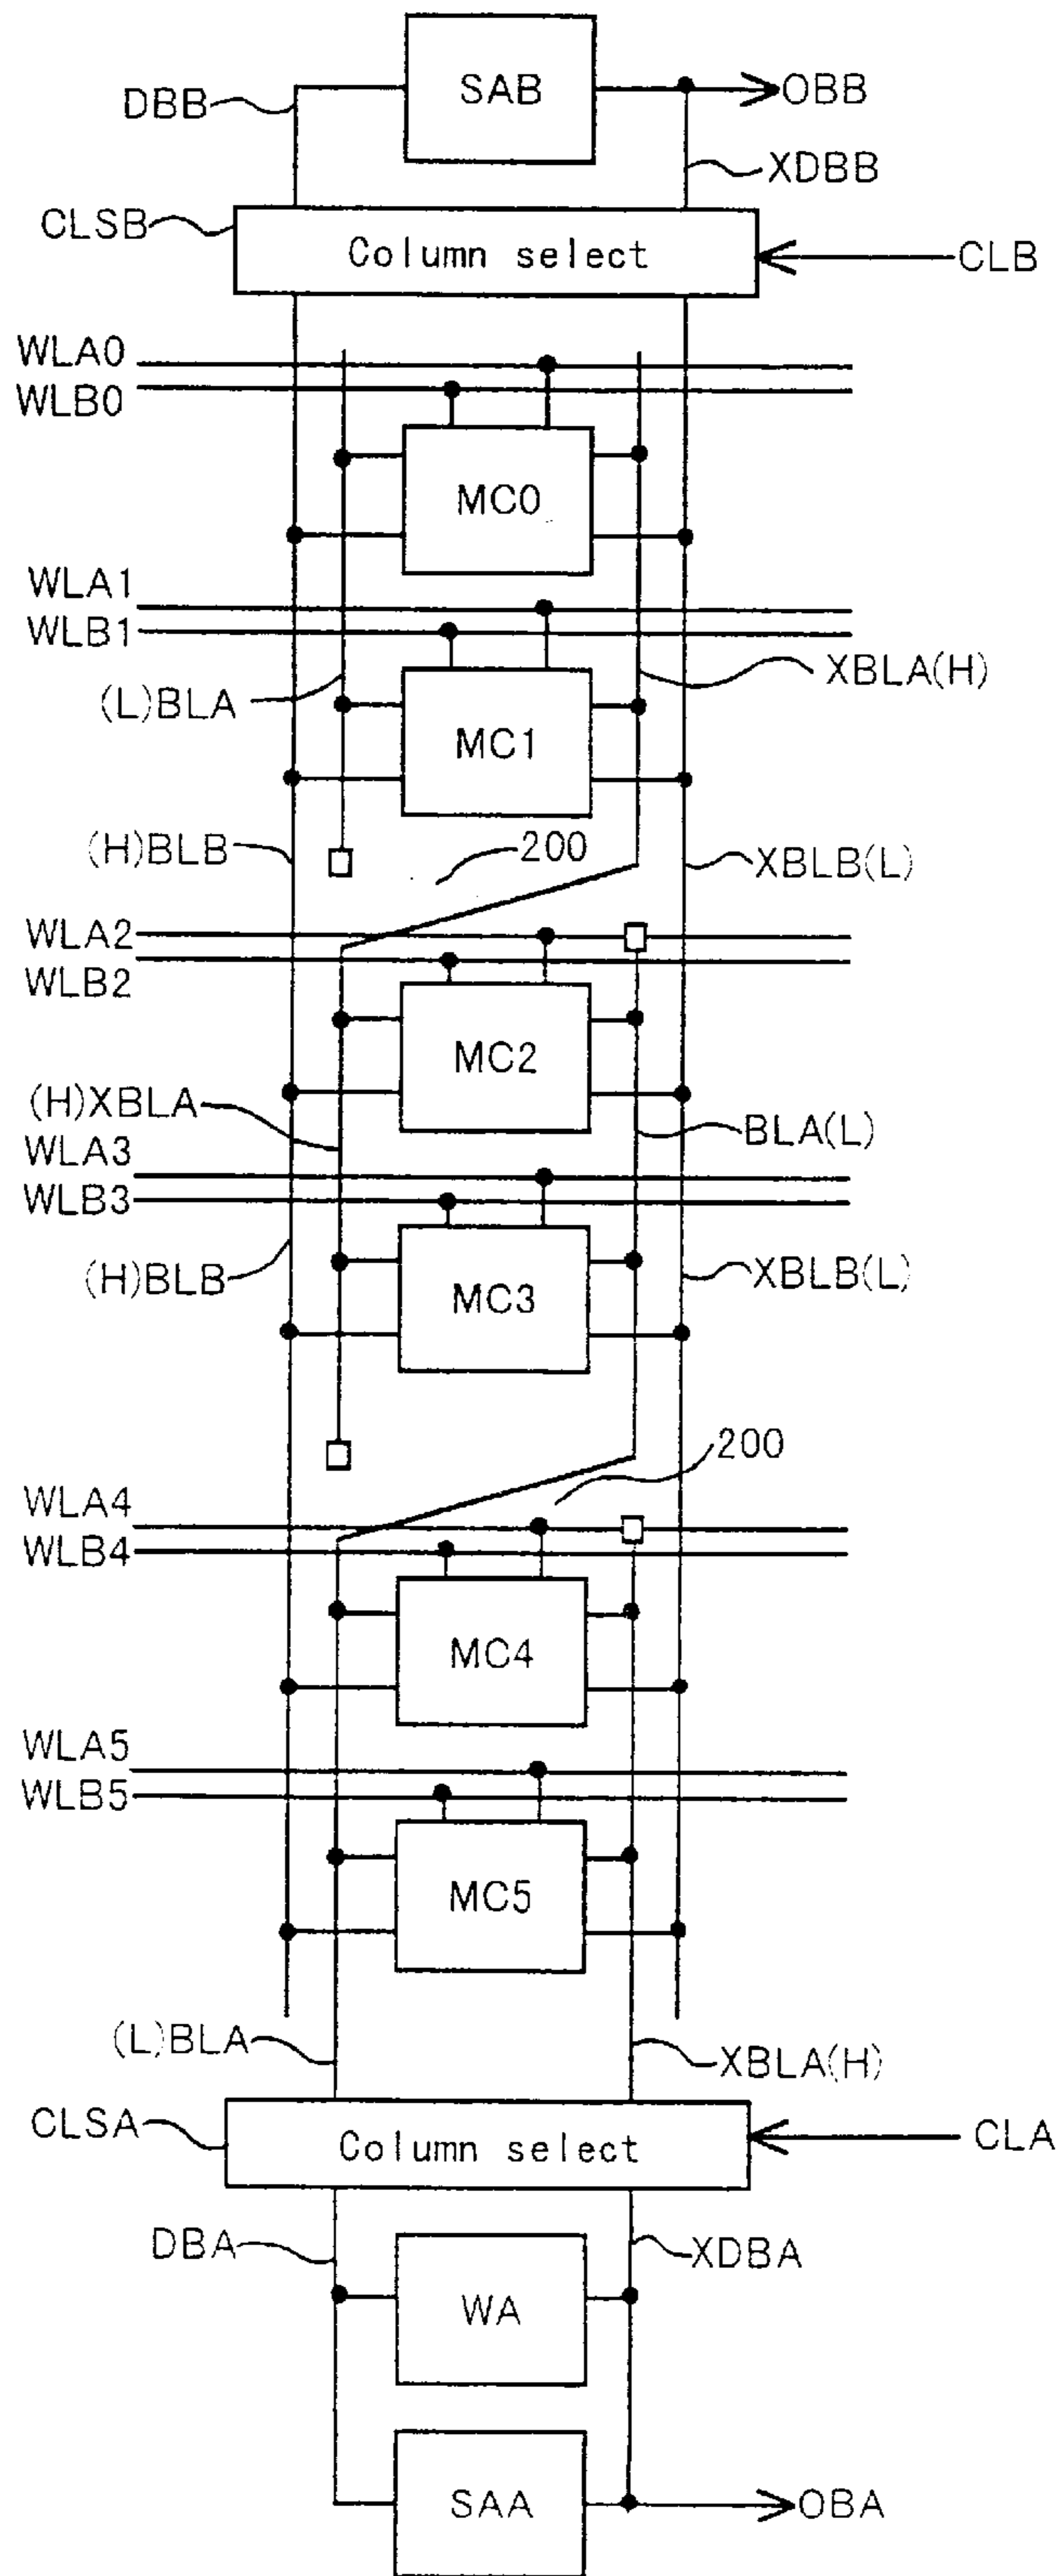 SAB
OBB
DBB
XDBB
CLSB
Column select
CLB
WLA0
WLB0
MC0
WLA1
WLB1
(L)BLA
XBLA(H)
MC1
(H)BLB
200
XBLB(L)
WLA2
WLB2
MC2
(H)XBLA
BLA(L)
WLA3
WLB3
(H)BLB
XBLB(L)
MC3
200
WLA4
WLB4
MC4
WLA5
WLB5
MC5
(L)BLA
XBLA(H)
CLSA
Column select
CLA
DBA
XDBA
WA
SAA
OBA